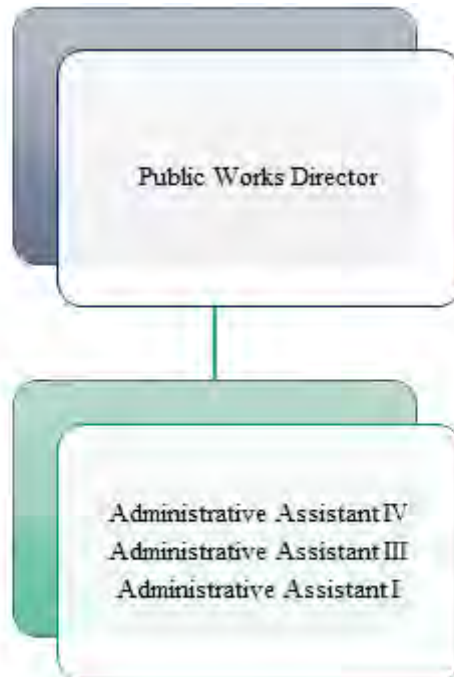 Public Works Director
Administrative Assistant IV
Administrative Assistant III
Administrative Assistant I